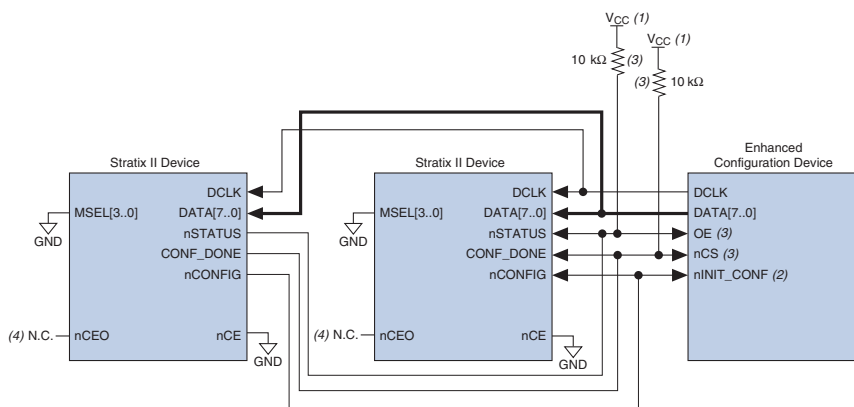 VCC (1)
VCC (1)
10 kΩ
(3)
(3)
10 kΩ
Stratix II Device
Stratix II Device
Enhanced
Configuration Device
DCLK
MSEL[3..0]
DATA[7..0]
nSTATUS
CONF_DONE
nCONFIG
GND
(4) N.C.
nCEO
nCE
GND
DCLK
MSEL[3..0]
DATA[7..0]
nSTATUS
CONF_DONE
nCONFIG
GND
(4) N.C.
nCEO
nCE
GND
DCLK
DATA[7..0]
OE (3)
nCS (3)
nINIT_CONF (2)